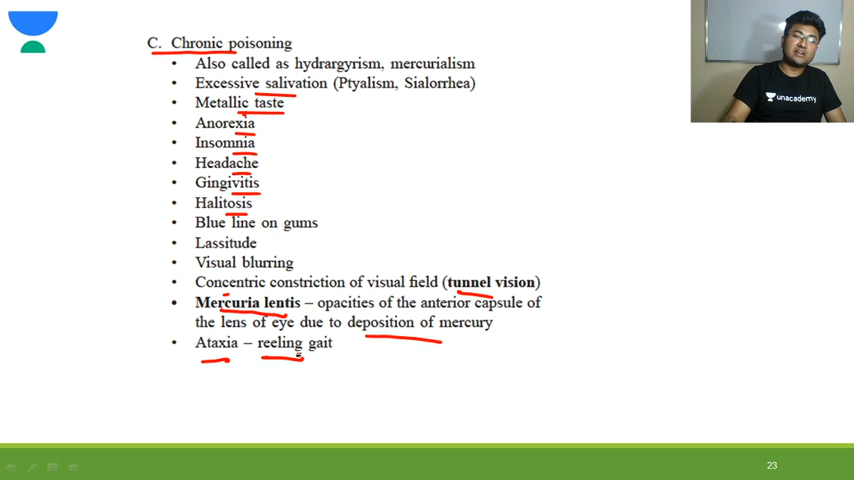 C. Chronic poisoning
• Also called as hydrargyrism, mercurialism
• Excessive salivation (Ptyalism, Sialorrhea)
• Metallic taste
• Anorexia
• Insomnia
• Headache
• Gingivitis
• Halitosis
• Blue line on gums
• Lassitude
• Visual blurring
• Concentric constriction of visual field (tunnel vision)
• Mercuria lentis – opacities of the anterior capsule of
the lens of eye due to deposition of mercury
• Ataxia – reeling gait
unacademy
23